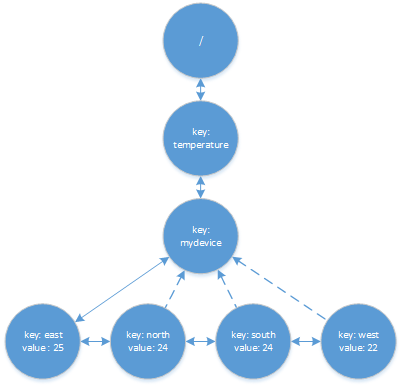 /
key:
temperature
key:
mydevice
key: east
value : 25
key: north
value : 24
key: south
value: 24
key: west
value: 22